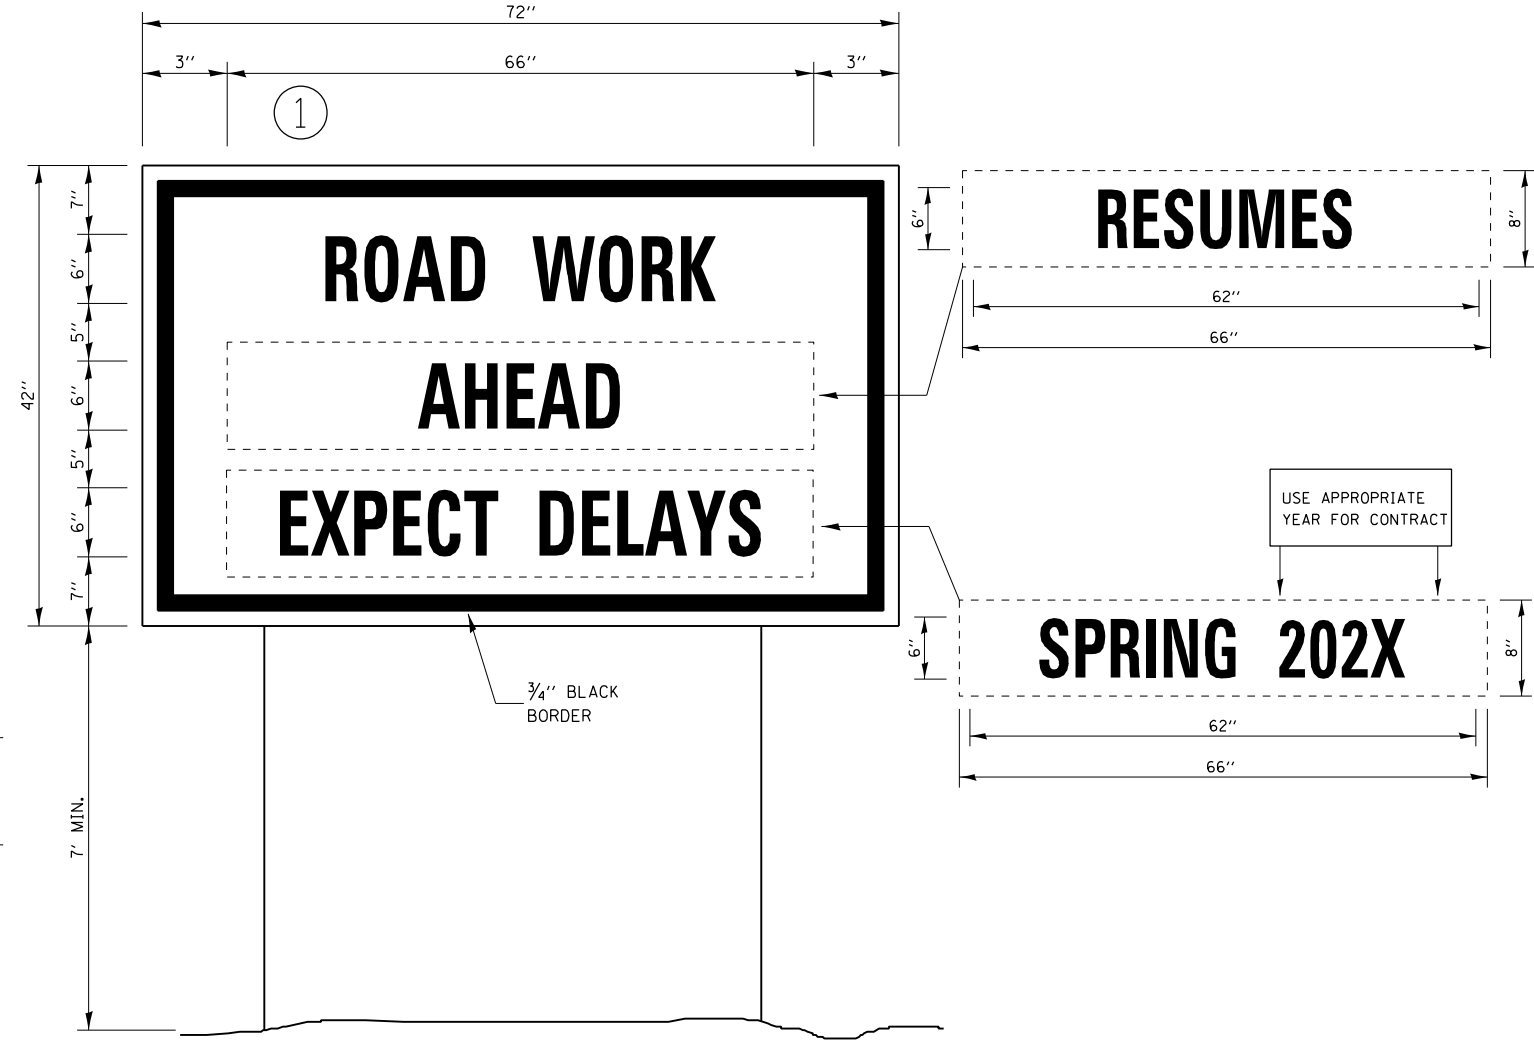 72''
3'' 66'' 3''
1
7''
6''
5''
6''
5''
6''
7''
42''
7' MIN.
ROAD WORK
AHEAD
EXPECT DELAYS
3/4'' BLACK
BORDER
RESUMES
6''
8''
62''
66''
USE APPROPRIATE
YEAR FOR CONTRACT
SPRING 202X
6''
8''
62''
66''